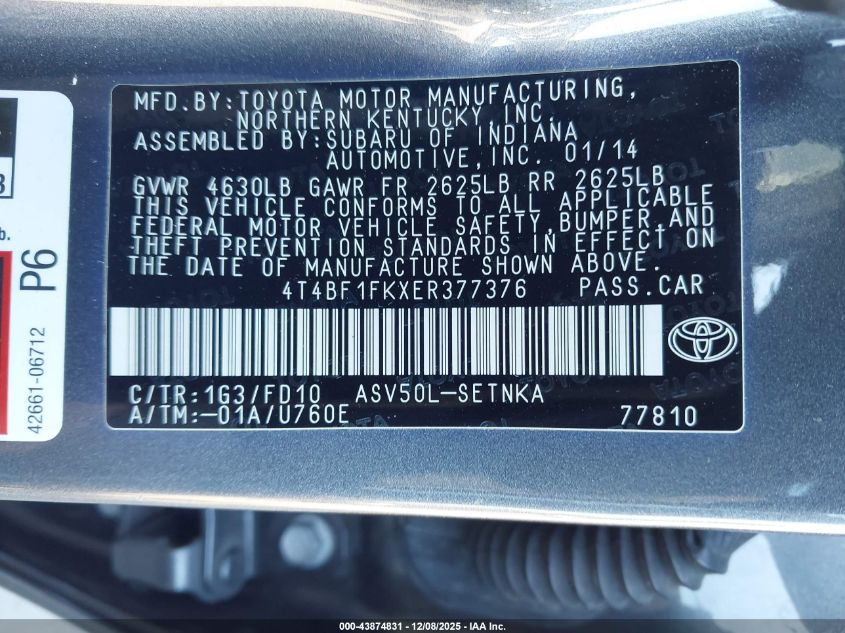 MFD.BY:TOYOTA MOTOR MANUFACTURING,
NORTHERN KENTUCKY,INC.
ASSEMBLED BY:SUBARU OF INDIANA
AUTOMOTIVE,INC. 01/14
GVWR 4630LB GAWR FR 2625LB RR 2625LB
THIS VEHICLE CONFORMS TO ALL APPLICABLE
FEDERAL MOTOR VEHICLE SAFETY,BUMPER,AND
THEFT PREVENTION STANDARDS IN EFFECT ON
THE DATE OF MANUFACTURE SHOWN ABOVE.
4T4BF1FKXER377376 PASS.CAR
C/TR:1G3/FD10 ASV50L-SETNKA
A/TM:-01A/U760E 77810
b.
P6
42661-06712
000-43874831 - 12/08/2025 - IAA Inc.